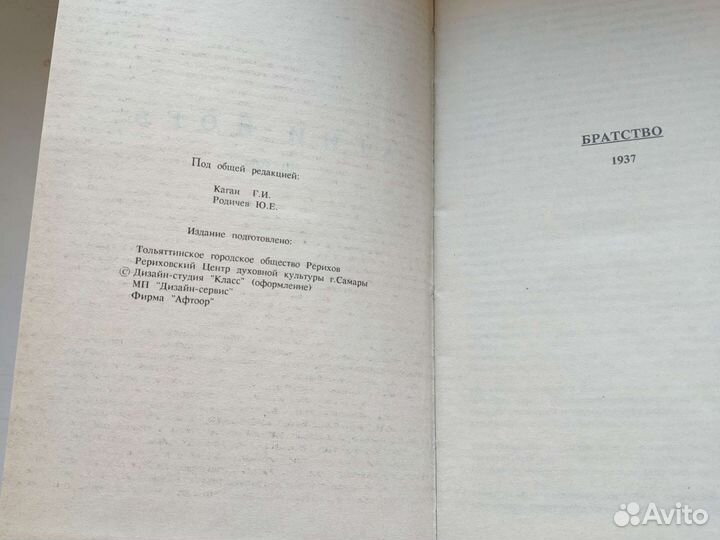 Под общей редакцией:
Каган Г.И.
Родичев Ю.Е.
Издание подготовлено:
Тольяттинское городское общество Рерихов
Рериховский Центр духовной культуры г.Самары
© Дизайн-студия "Класс" (оформление)
МП "Дизайн-сервис"
Фирма "Афтоор"
БРАТСТВО
1937
Avito